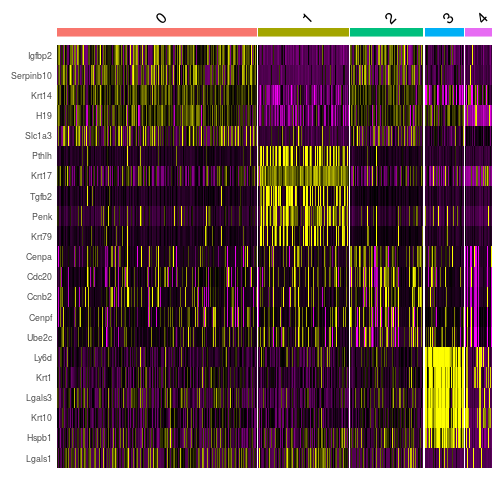 0 1 2 3 4
Igfbp2
Serpinb10
Krt14
H19
Slc1a3
Pthlh
Krt17
Tgfb2
Penk
Krt79
Cenpa
Cdc20
Ccnb2
Cenpf
Ube2c
Ly6d
Krt1
Lgals3
Krt10
Hspb1
Lgals1